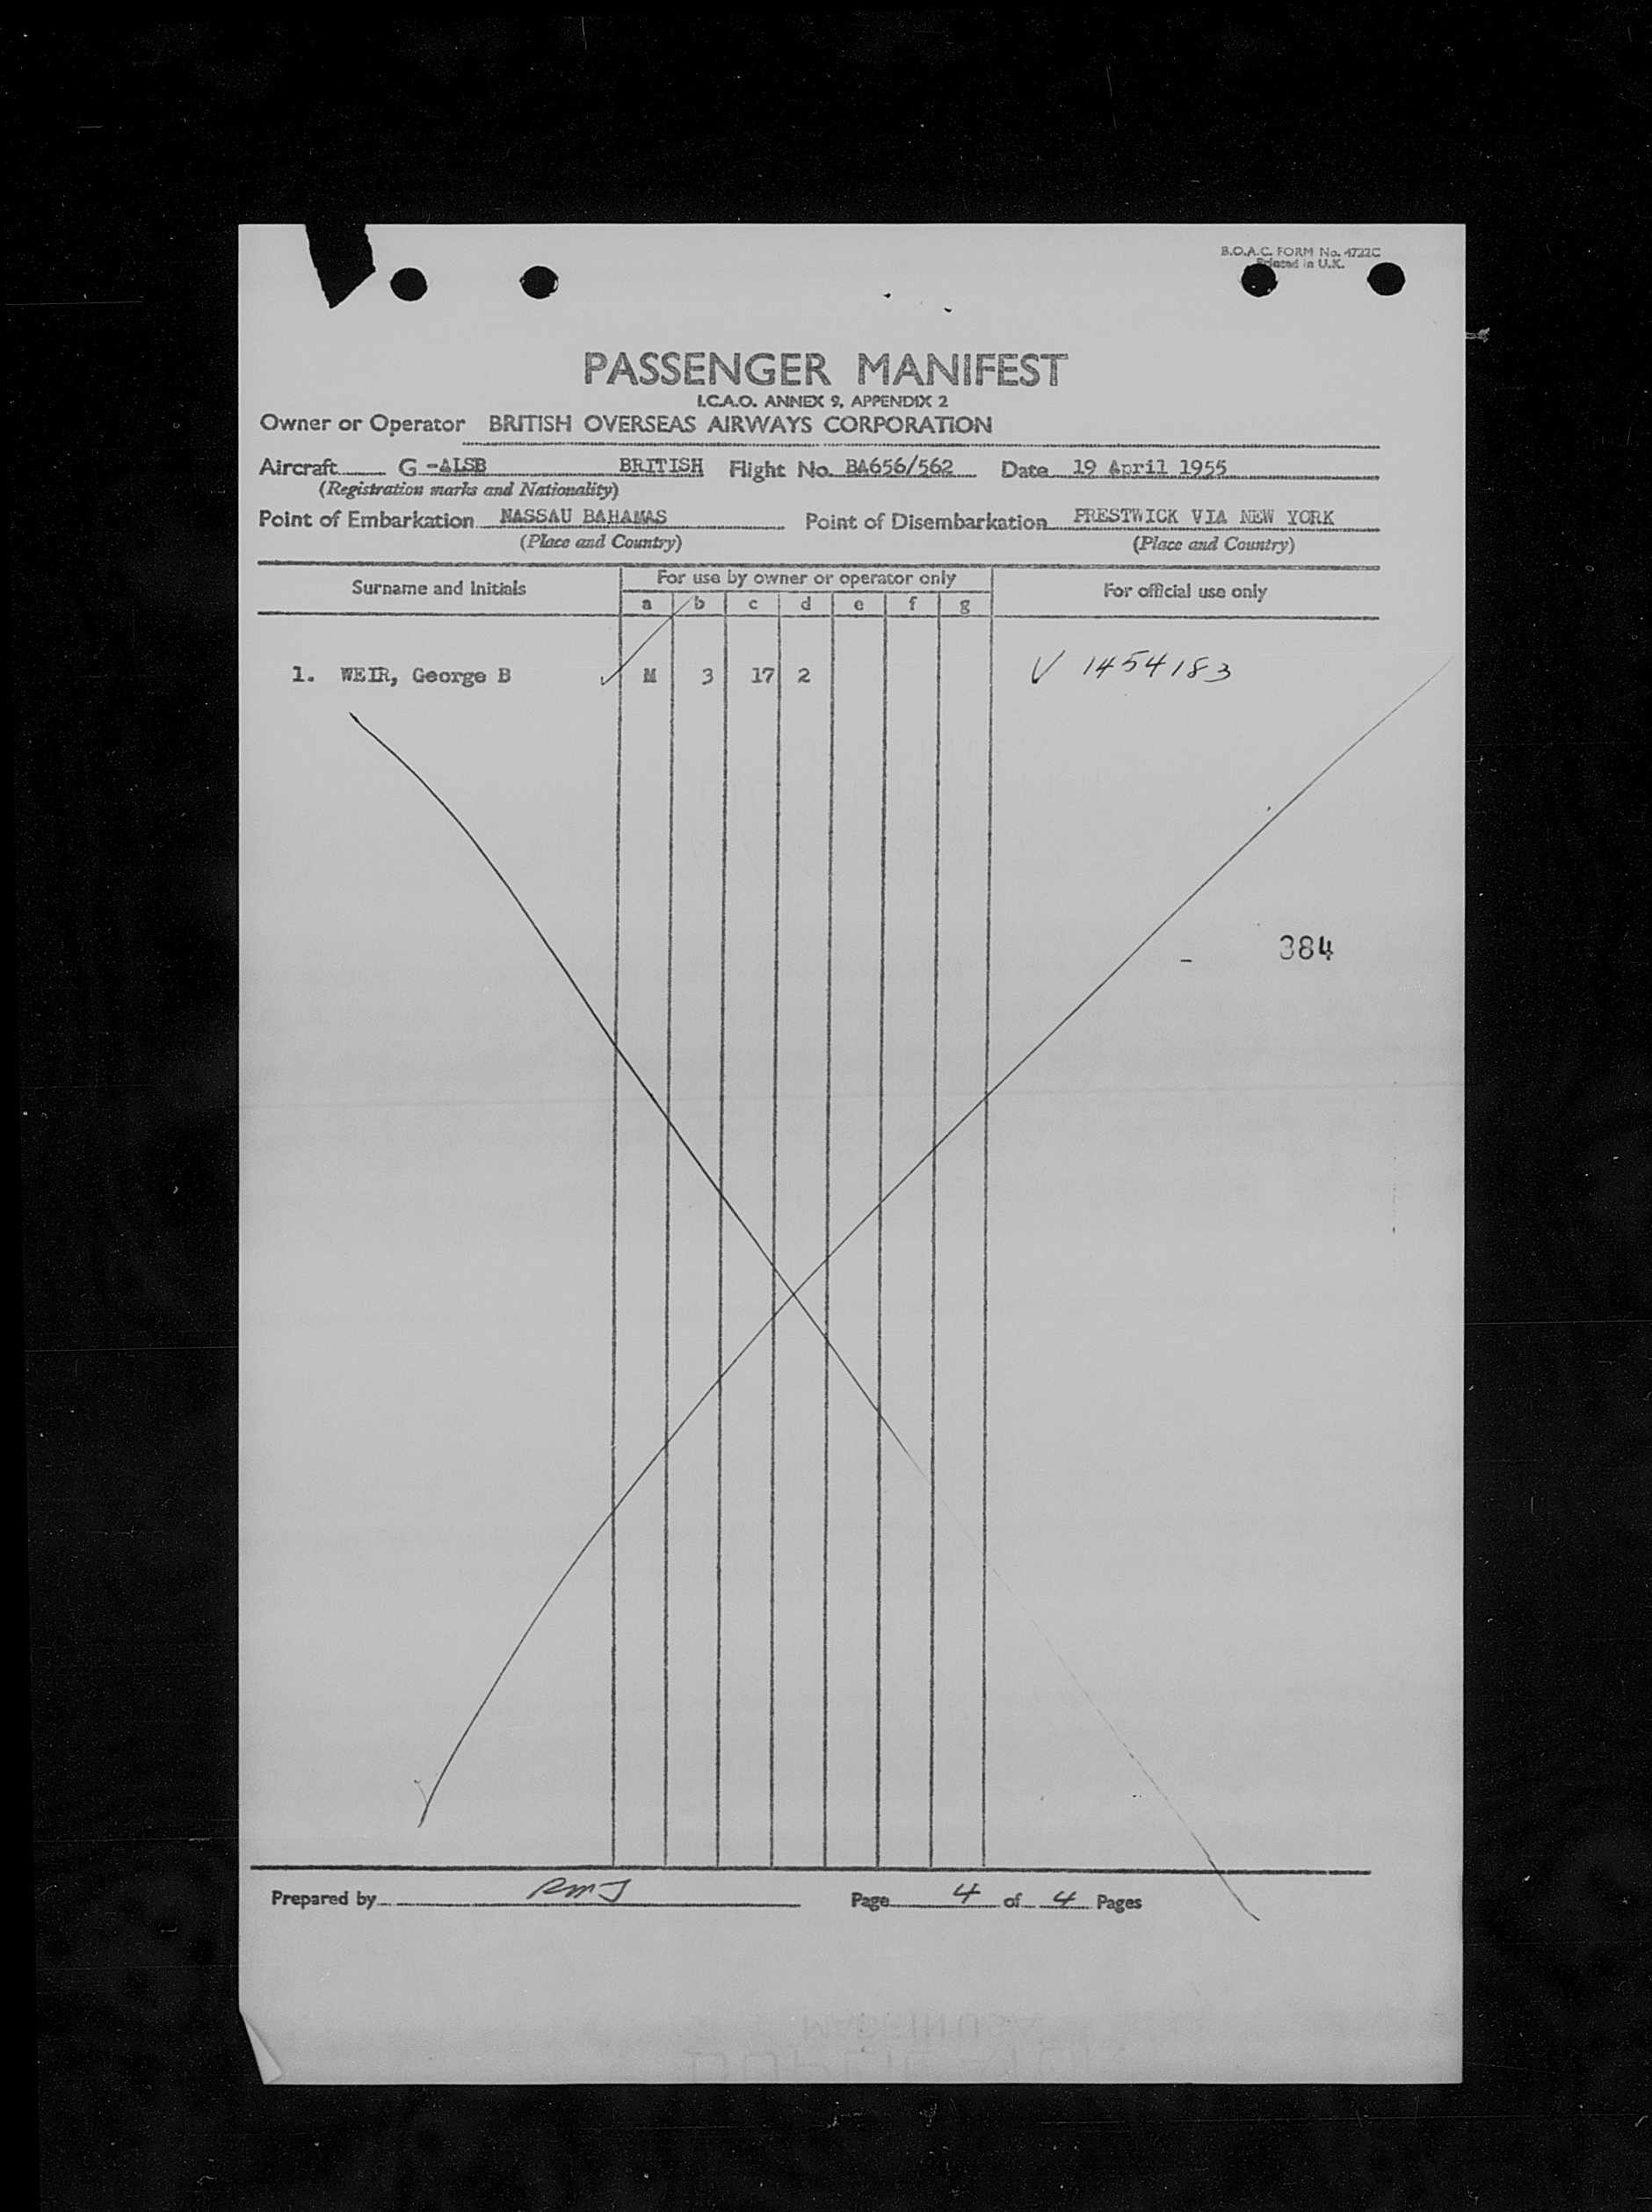 B.O.A.C. FORM No. 4722C
Printed in U.K.
PASSENGER MANIFEST
I.C.A.O. ANNEX 9, APPENDIX 2
Owner or Operator BRITISH OVERSEAS AIRWAYS CORPORATION
Aircraft G -ALSB BRITISH Flight No. BA656/562 Date 19 April 1955
(Registration marks and Nationality)
Point of Embarkation NASSAU BAHAMAS Point of Disembarkation PRESTWICK VIA NEW YORK
(Place and Country) (Place and Country)
Surname and Initials For use by owner or operator only For official use only
a b c d e f g
1. WEIR, George B M 3 17 2 V 1454183
384
Prepared by RMJ Page 4 of 4 Pages